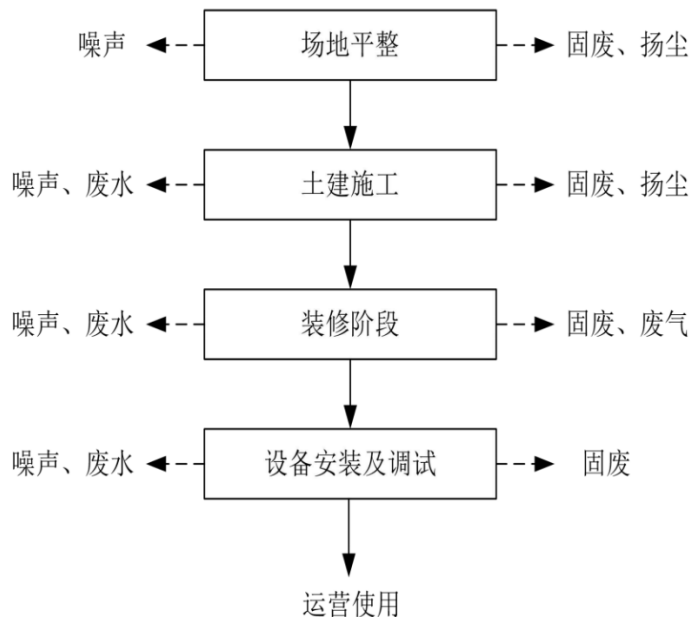 噪声 场地平整 固废、扬尘
噪声、废水 土建施工 固废、扬尘
噪声、废水 装修阶段 固废、废气
噪声、废水 设备安装及调试 固废
运营使用